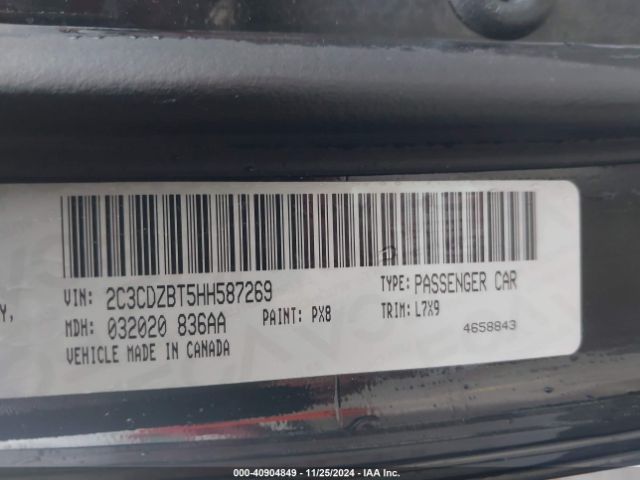 VIN: 2C3CDZBT5HH587269
TYPE: PASSENGER CAR
Y,
MDH: 032020 836AA
PAINT: PX8
TRIM: L7X9
VEHICLE MADE IN CANADA
4658843
000-40904849 - 11/25/2024 - IAA Inc.